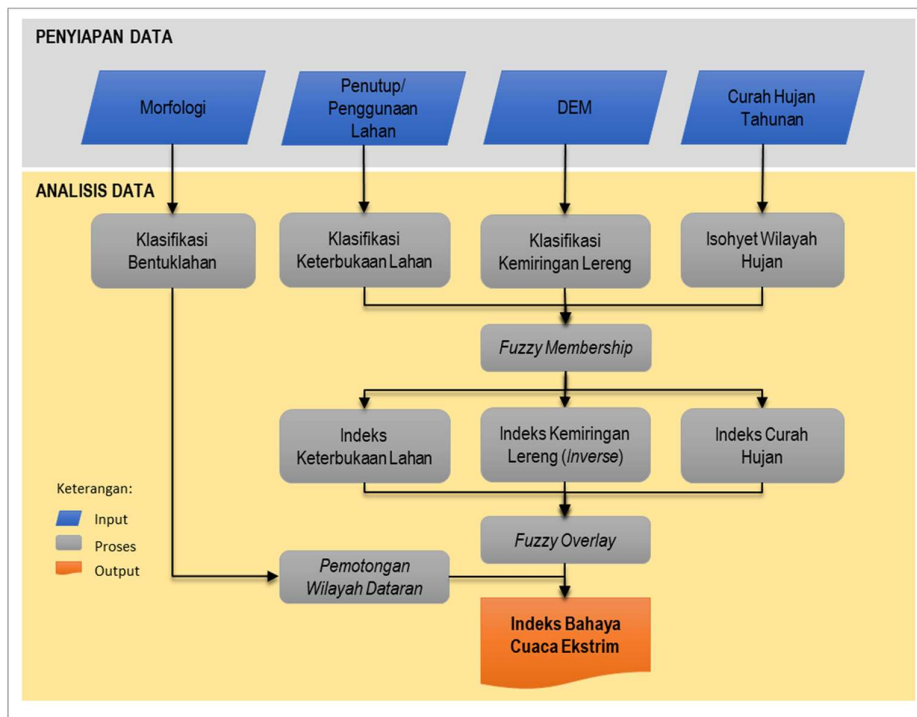 PENYIAPAN DATA
Morfologi
Penutup/
Penggunaan
Lahan
DEM
Curah Hujan
Tahunan
ANALISIS DATA
Klasifikasi
Bentuklahan
Klasifikasi
Keterbukaan Lahan
Klasifikasi
Kemiringan Lereng
Isohyet Wilayah
Hujan
Fuzzy Membership
Indeks
Keterbukaan Lahan
Indeks Kemiringan
Lereng (Inverse)
Indeks Curah
Hujan
Keterangan:
Input
Proses
Output
Fuzzy Overlay
Pemotongan
Wilayah Dataran
Indeks Bahaya
Cuaca Ekstrim